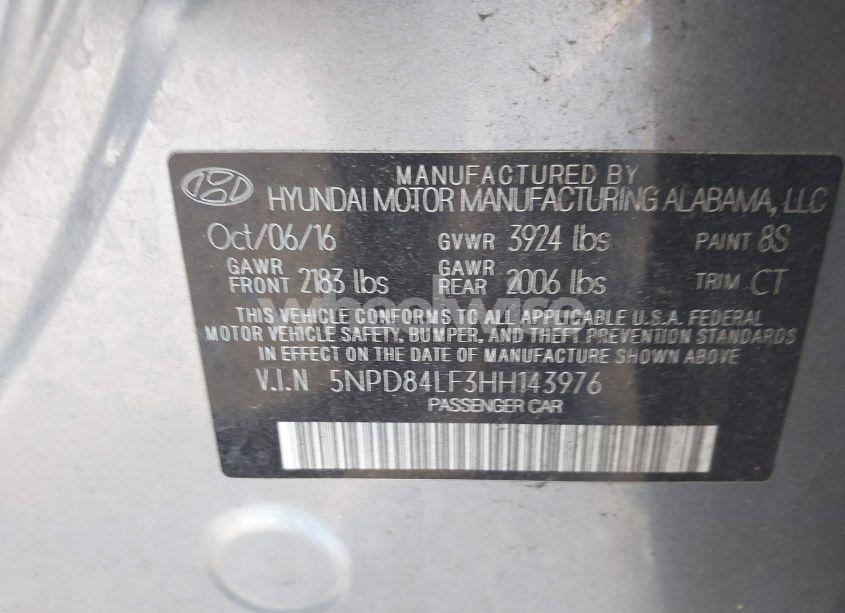 MANUFACTURED BY
HYUNDAI MOTOR MANUFACTURING ALABAMA, LLC
Oct/06/16 GVWR 3924 lbs PAINT 8S
GAWR FRONT 2183 lbs GAWR REAR 2006 lbs TRIM CT
wheelwise
THIS VEHICLE CONFORMS TO ALL APPLICABLE U.S.A. FEDERAL
MOTOR VEHICLE SAFETY, BUMPER, AND THEFT PREVENTION STANDARDS
IN EFFECT ON THE DATE OF MANUFACTURE SHOWN ABOVE
V.I.N 5NPD84LF3HH143976
PASSENGER CAR